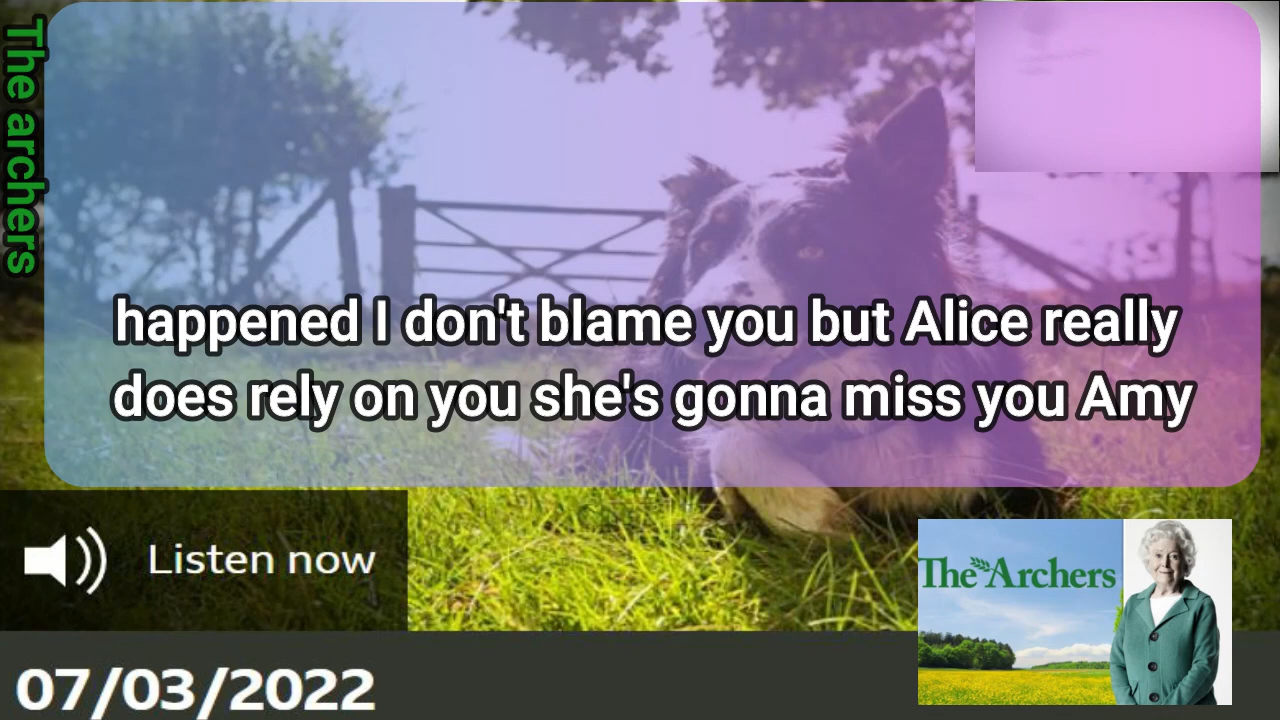 The archers
happened I don't blame you but Alice really
does rely on you she's gonna miss you Amy
Listen now
The Archers
07/03/2022